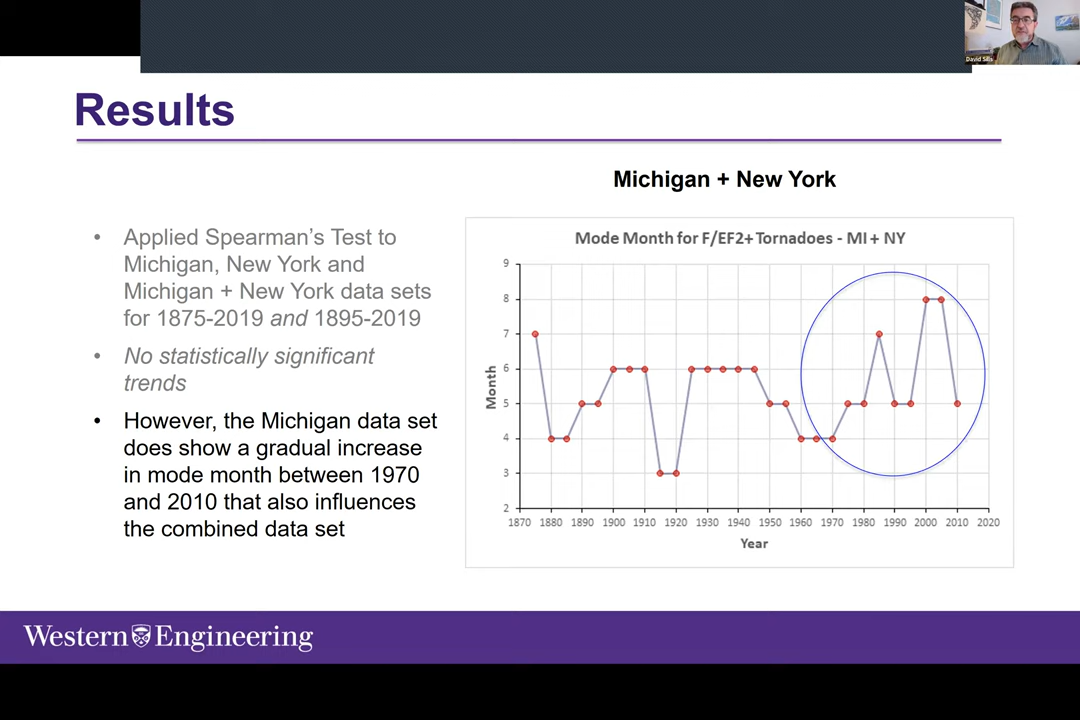 David Sills
Results
Michigan + New York
• Applied Spearman's Test to
Michigan, New York and
Michigan + New York data sets
for 1875-2019 and 1895-2019
• No statistically significant
trends
• However, the Michigan data set
does show a gradual increase
in mode month between 1970
and 2010 that also influences
the combined data set
Mode Month for F/EF2+ Tornadoes - MI + NY
9
8
7
6
5
4
3
2
Month
1870 1880 1890 1900 1910 1920 1930 1940 1950 1960 1970 1980 1990 2000 2010 2020
Year
Western Engineering